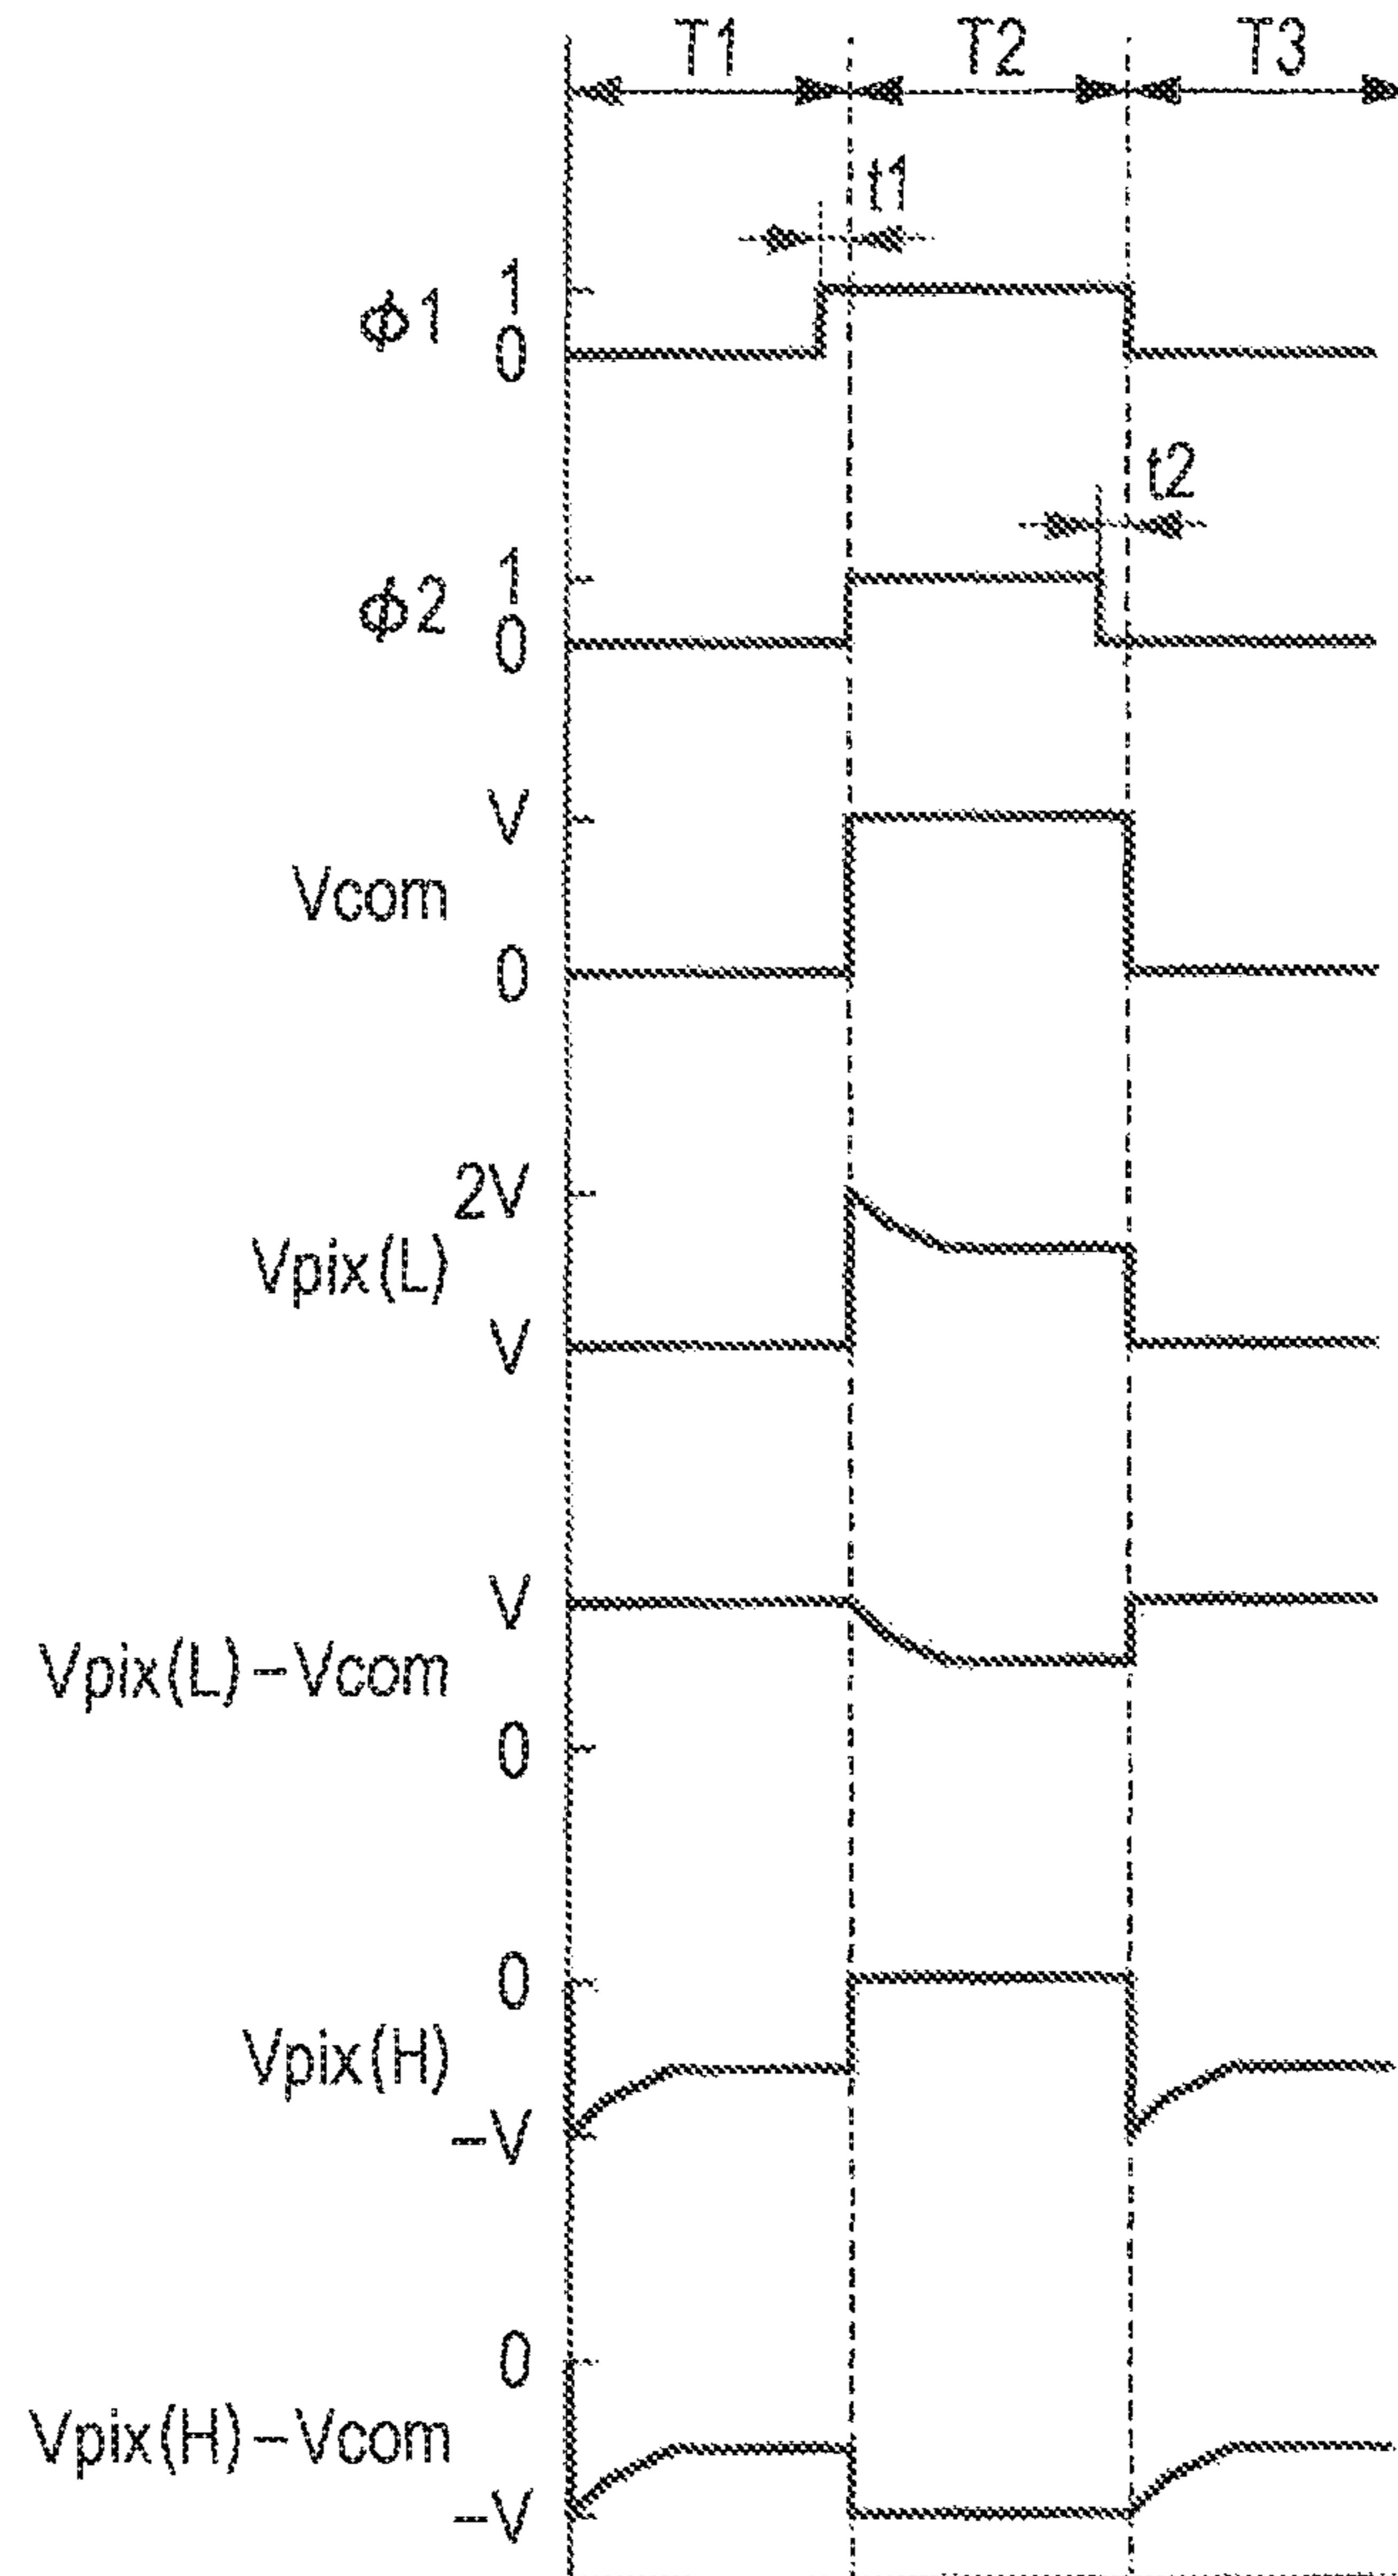 T1 T2 T3
t1
ϕ1 1
0
t2
ϕ2 1
0
V
Vcom
0
2V
Vpix(L)
V
V
Vpix(L)−Vcom
0
0
Vpix(H)
−V
0
Vpix(H)−Vcom
−V